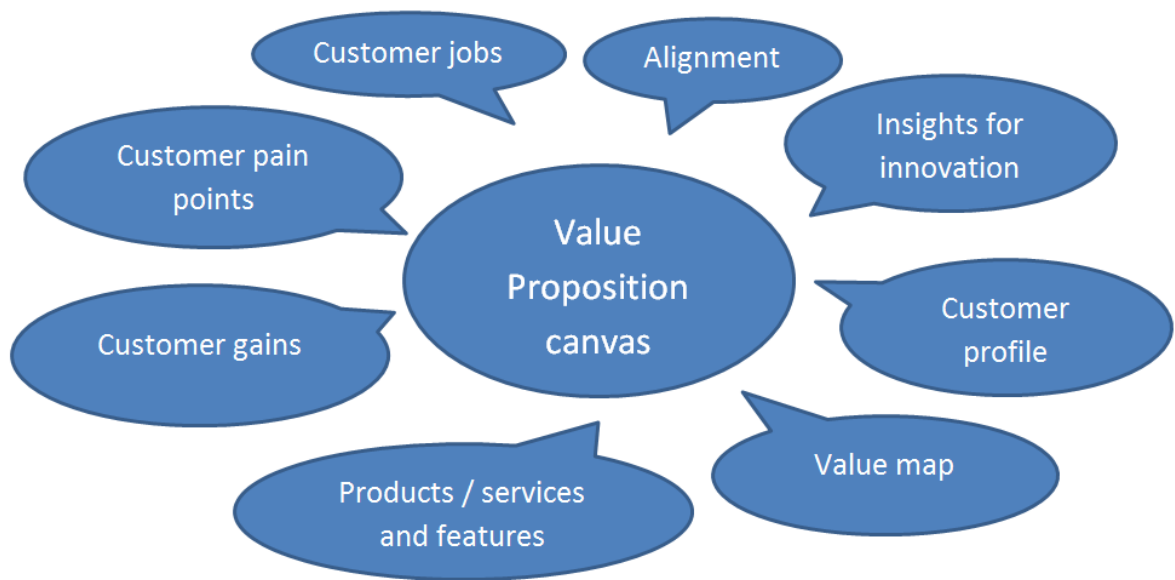 Customer jobs
Alignment
Insights for
innovation
Customer pain
points
Value
Proposition
canvas
Customer
profile
Customer gains
Value map
Products / services
and features